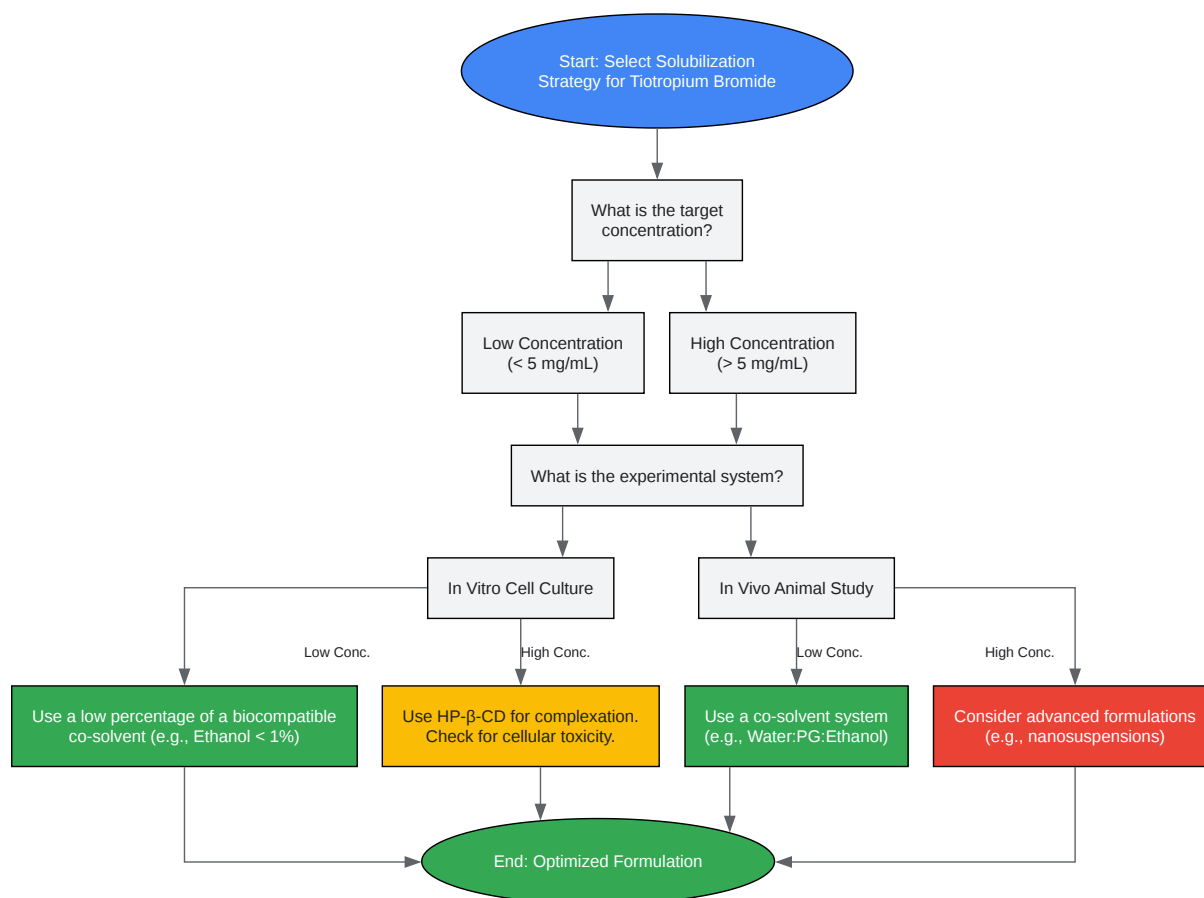 Start: Select Solubilization
Strategy for Tiotropium Bromide
What is the target
concentration?
Low Concentration
(< 5 mg/mL)
High Concentration
(> 5 mg/mL)
What is the experimental system?
In Vitro Cell Culture
In Vivo Animal Study
Low Conc.
High Conc.
Low Conc.
High Conc.
Use a low percentage of a biocompatible
co-solvent (e.g., Ethanol < 1%)
Use HP-β-CD for complexation.
Check for cellular toxicity.
Use a co-solvent system
(e.g., Water:PG:Ethanol)
Consider advanced formulations
(e.g., nanosuspensions)
End: Optimized Formulation